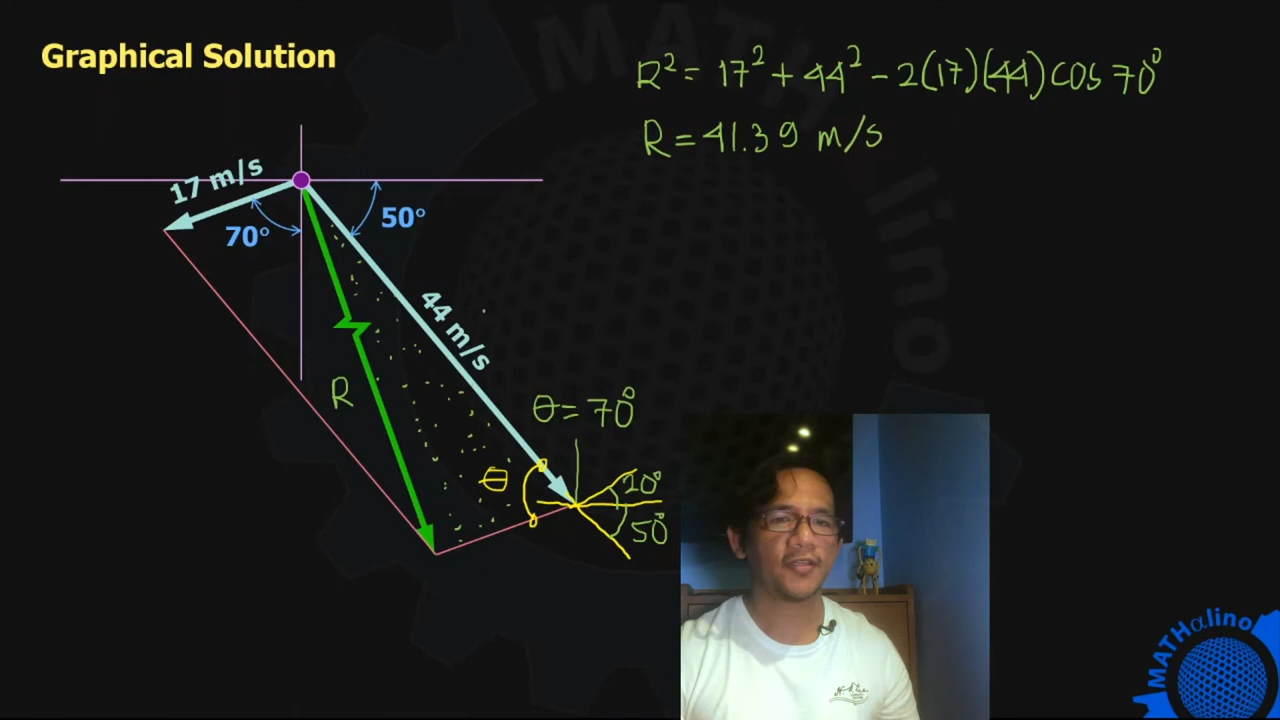 Graphical Solution
R² = 17² + 44² - 2(17)(44) cos 70°
R = 41.39 m/s
17 m/s
70°
50°
44 m/s
R
θ = 70°
θ
20°
50°
MATHalino
MATHαlino